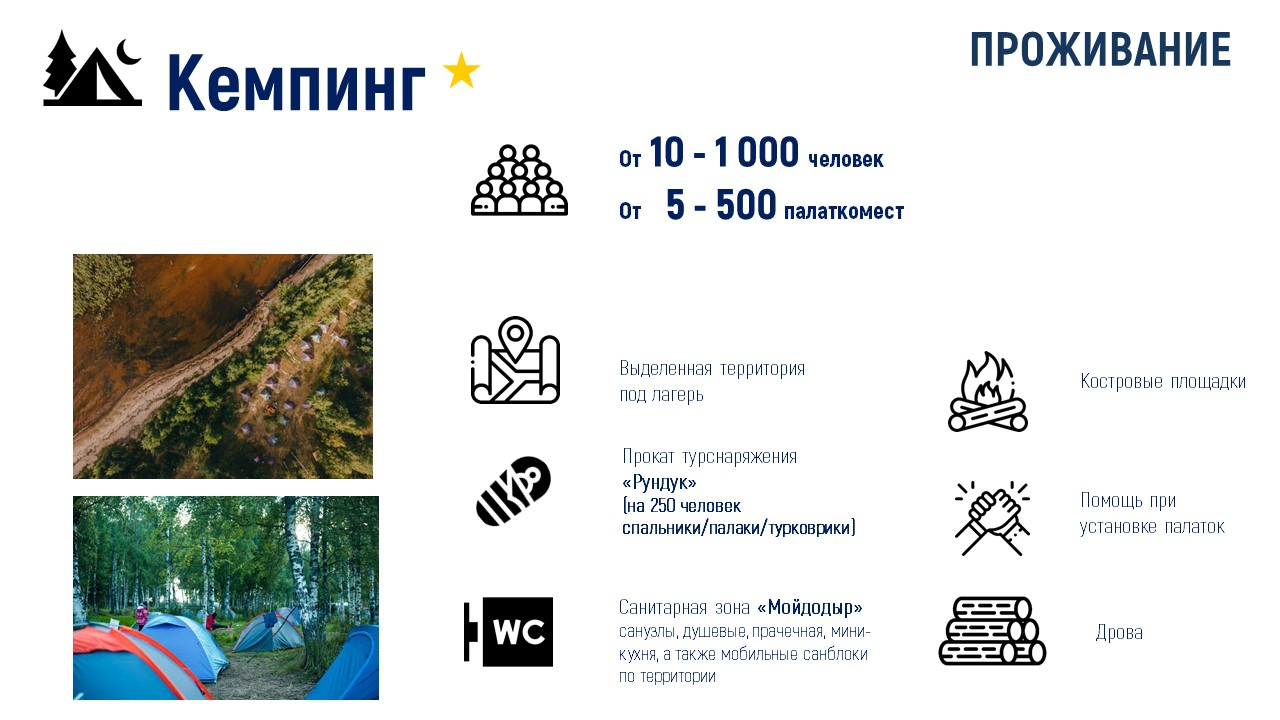 Кемпинг
ПРОЖИВАНИЕ
От 10 - 1 000 человек
От 5 - 500 палаткомест
Выделенная территория
под лагерь
Прокат турснаряжения
«Рундук»
(на 250 человек
спальники/палаки/турковрики)
WC
Санитарная зона «Мойдодыр»
санузлы, душевые, прачечная, мини-
кухня, а также мобильные санблоки
по территории
Костровые площадки
Помощь при
установке палаток
Дрова